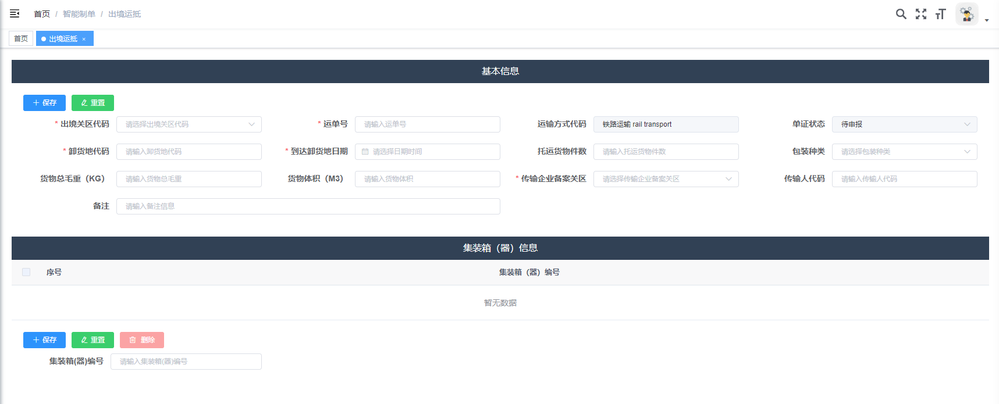 首页 / 智能制单 / 出境运抵
首页 出境运抵 ×
基本信息
+ 保存 重置
* 出境关区代码 请选择出境关区代码 * 运单号 请输入运单号 运输方式代码 铁路运输 rail transport 单证状态 待申报
* 卸货地代码 请输入卸货地代码 * 到达卸货地日期 请选择日期时间 托运货物件数 请输入托运货物件数 包装种类 请选择包装种类
货物总毛重（KG） 请输入货物总毛重 货物体积（M3） 请输入货物体积 * 传输企业备案关区 请选择传输企业备案关区 传输人代码 请输入传输人代码
备注 请输入备注信息
集装箱（器）信息
序号 集装箱（器）编号
暂无数据
+ 保存 重置 删除
集装箱(器)编号 请输入集装箱(器)编号